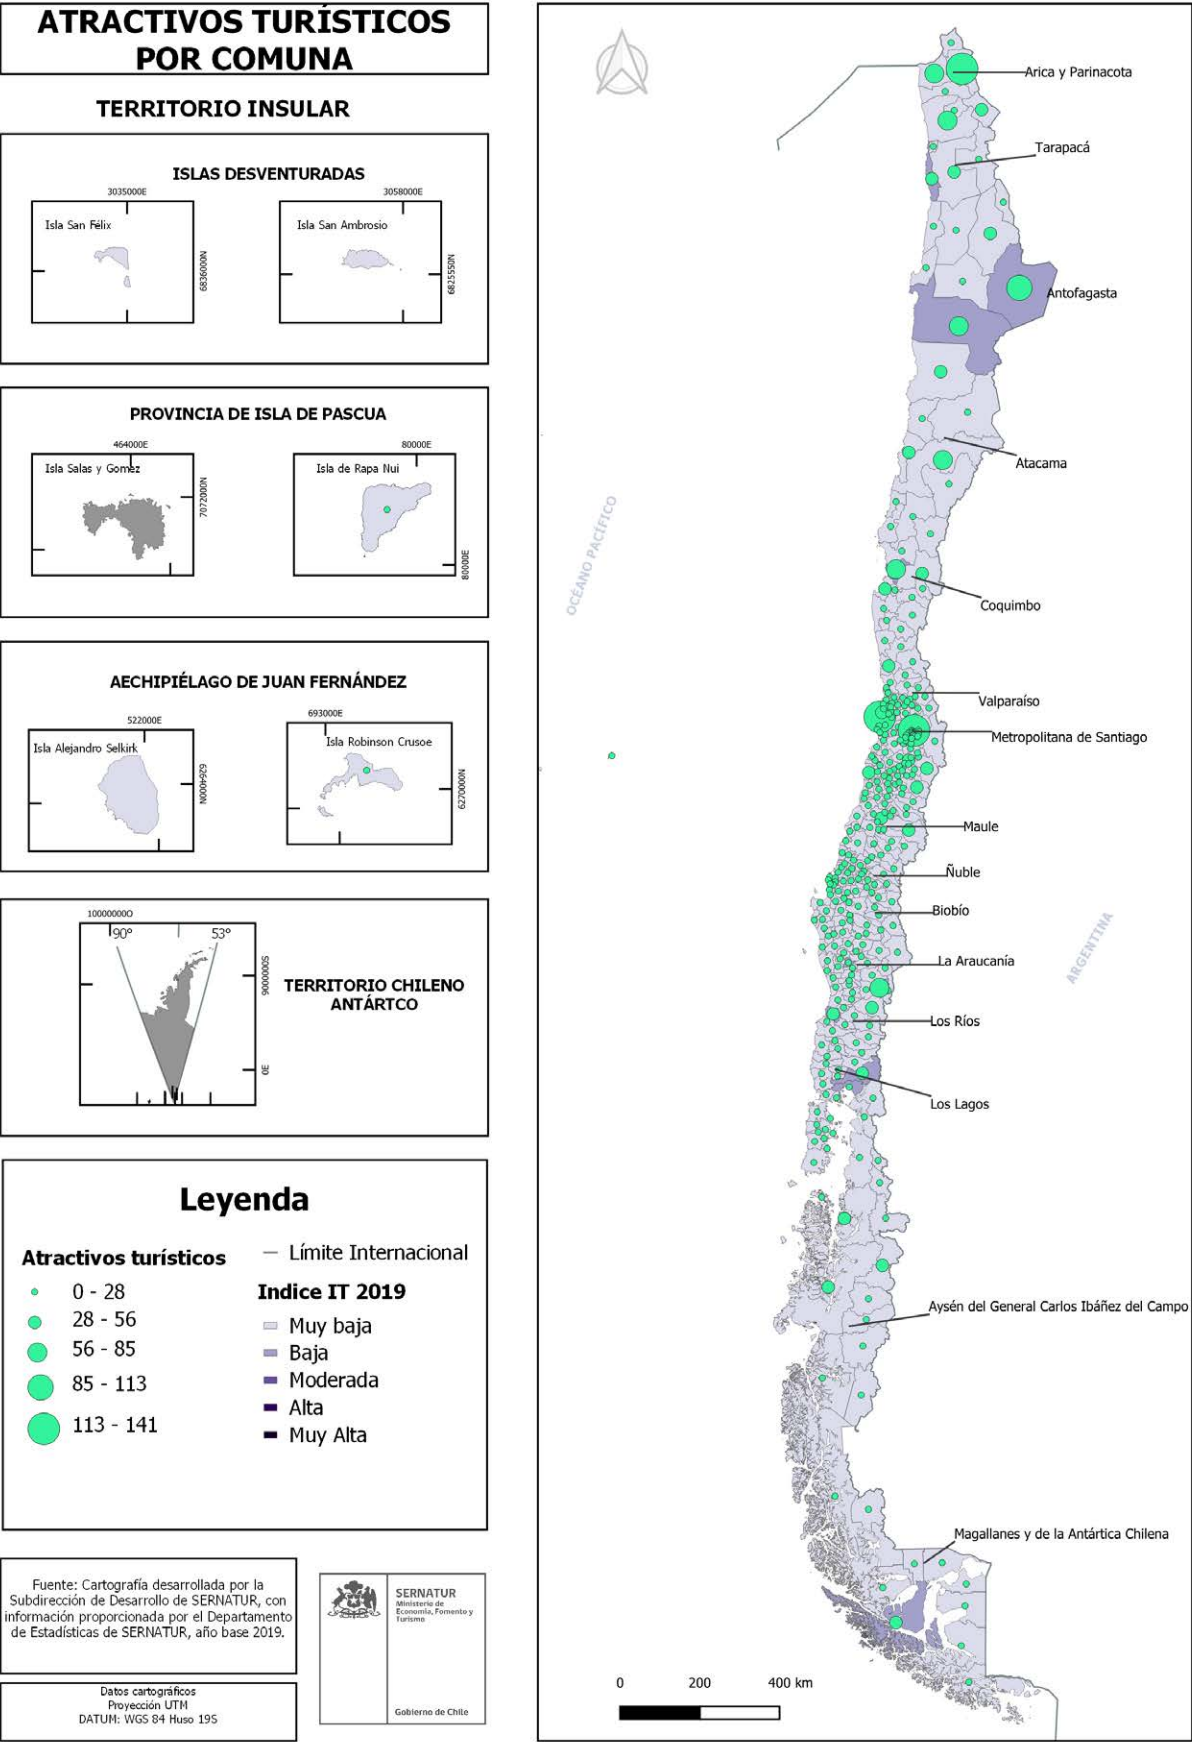 ATRACTIVOS TURÍSTICOS
POR COMUNA
TERRITORIO INSULAR
ISLAS DESVENTURADAS
3035000E
Isla San Félix
6836000N
3058000E
Isla San Ambrosio
6825550N
PROVINCIA DE ISLA DE PASCUA
464000E
Isla Salas y Gomez
7072000N
80000E
Isla de Rapa Nui
80000E
AECHIPIÉLAGO DE JUAN FERNÁNDEZ
522000E
Isla Alejandro Selkirk
6264000N
693000E
Isla Robinson Crusoe
6270000N
10000000O
90°
53°
5000000S
0E
TERRITORIO CHILENO
ANTÁRTCO
Leyenda
Atractivos turísticos
0 - 28
28 - 56
56 - 85
85 - 113
113 - 141
Límite Internacional
Indice IT 2019
Muy baja
Baja
Moderada
Alta
Muy Alta
Fuente: Cartografía desarrollada por la
Subdirección de Desarrollo de SERNATUR, con
información proporcionada por el Departamento
de Estadísticas de SERNATUR, año base 2019.
Datos cartográficos
Proyección UTM
DATUM: WGS 84 Huso 19S
SERNATUR
Ministerio de
Economía, Fomento y
Turismo
Gobierno de Chile
Arica y Parinacota
Tarapacá
Antofagasta
Atacama
OCÉANO PACÍFICO
Coquimbo
Valparaíso
Metropolitana de Santiago
Maule
Ñuble
Biobío
ARGENTINA
La Araucanía
Los Ríos
Los Lagos
Aysén del General Carlos Ibáñez del Campo
Magallanes y de la Antártica Chilena
0 200 400 km